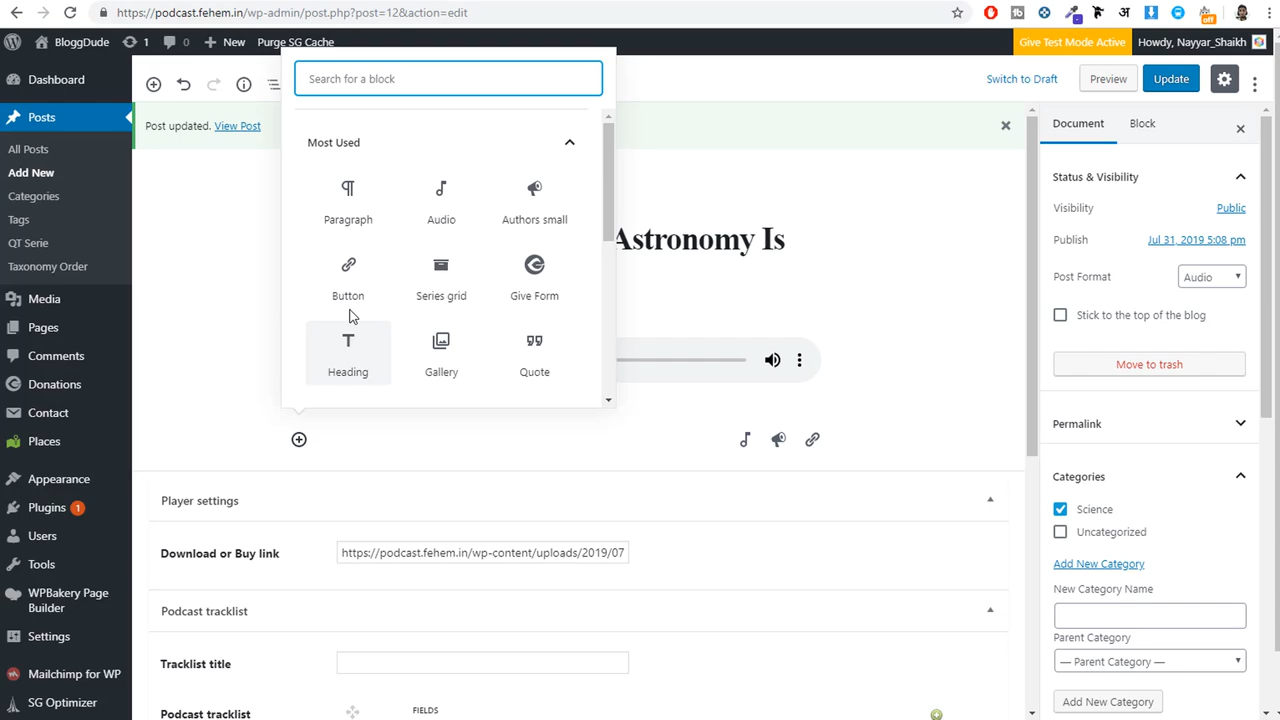 https://podcast.fehem.in/wp-admin/post.php?post=12&action=edit
BloggDude
1
0
New
Purge SG Cache
Give Test Mode Active
Howdy, Nayyar_Shaikh
Dashboard
Posts
All Posts
Add New
Categories
Tags
QT Serie
Taxonomy Order
Media
Pages
Comments
Donations
Contact
Places
Appearance
Plugins 1
Users
Tools
WPBakery Page
Builder
Settings
Mailchimp for WP
SG Optimizer
Switch to Draft
Preview
Update
Post updated. View Post
Search for a block
Most Used
Paragraph
Audio
Authors small
Button
Series grid
Give Form
Heading
Gallery
Quote
Astronomy Is
Player settings
Download or Buy link
https://podcast.fehem.in/wp-content/uploads/2019/07
Podcast tracklist
Tracklist title
Podcast tracklist
FIELDS
Document
Block
Status & Visibility
Visibility
Public
Publish
Jul 31, 2019 5:08 pm
Post Format
Audio
Stick to the top of the blog
Move to trash
Permalink
Categories
Science
Uncategorized
Add New Category
New Category Name
Parent Category
— Parent Category —
Add New Category